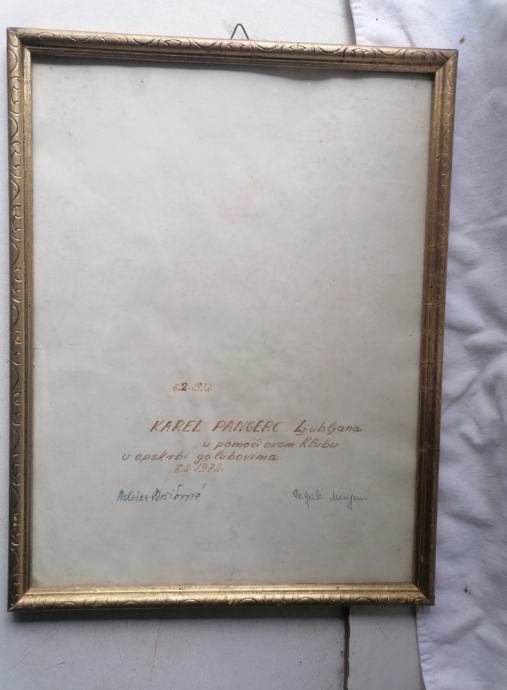 6.2.1972.
KAREL PANGERC Ljubljana
u pomoći ovom Klubu
u opskrbi golubovima
6.2.1972.